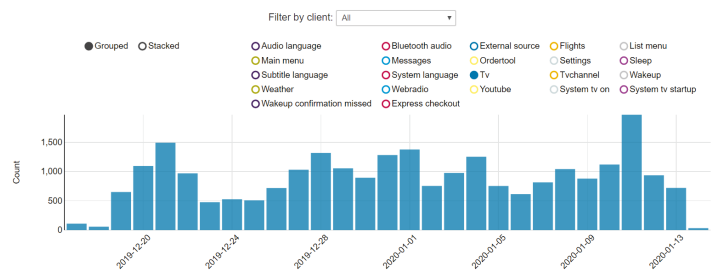 Filter by client: All
Grouped Stacked Audio language Bluetooth audio External source Flights List menu
Main menu Messages Ordertool Settings Sleep
Subtitle language System language Tv Tvchannel Wakeup
Weather Webradio Youtube System tv on System tv startup
Wakeup confirmation missed Express checkout
1,500
1,000
500
0
Count
2019-12-20 2019-12-24 2019-12-28 2020-01-01 2020-01-05 2020-01-09 2020-01-13